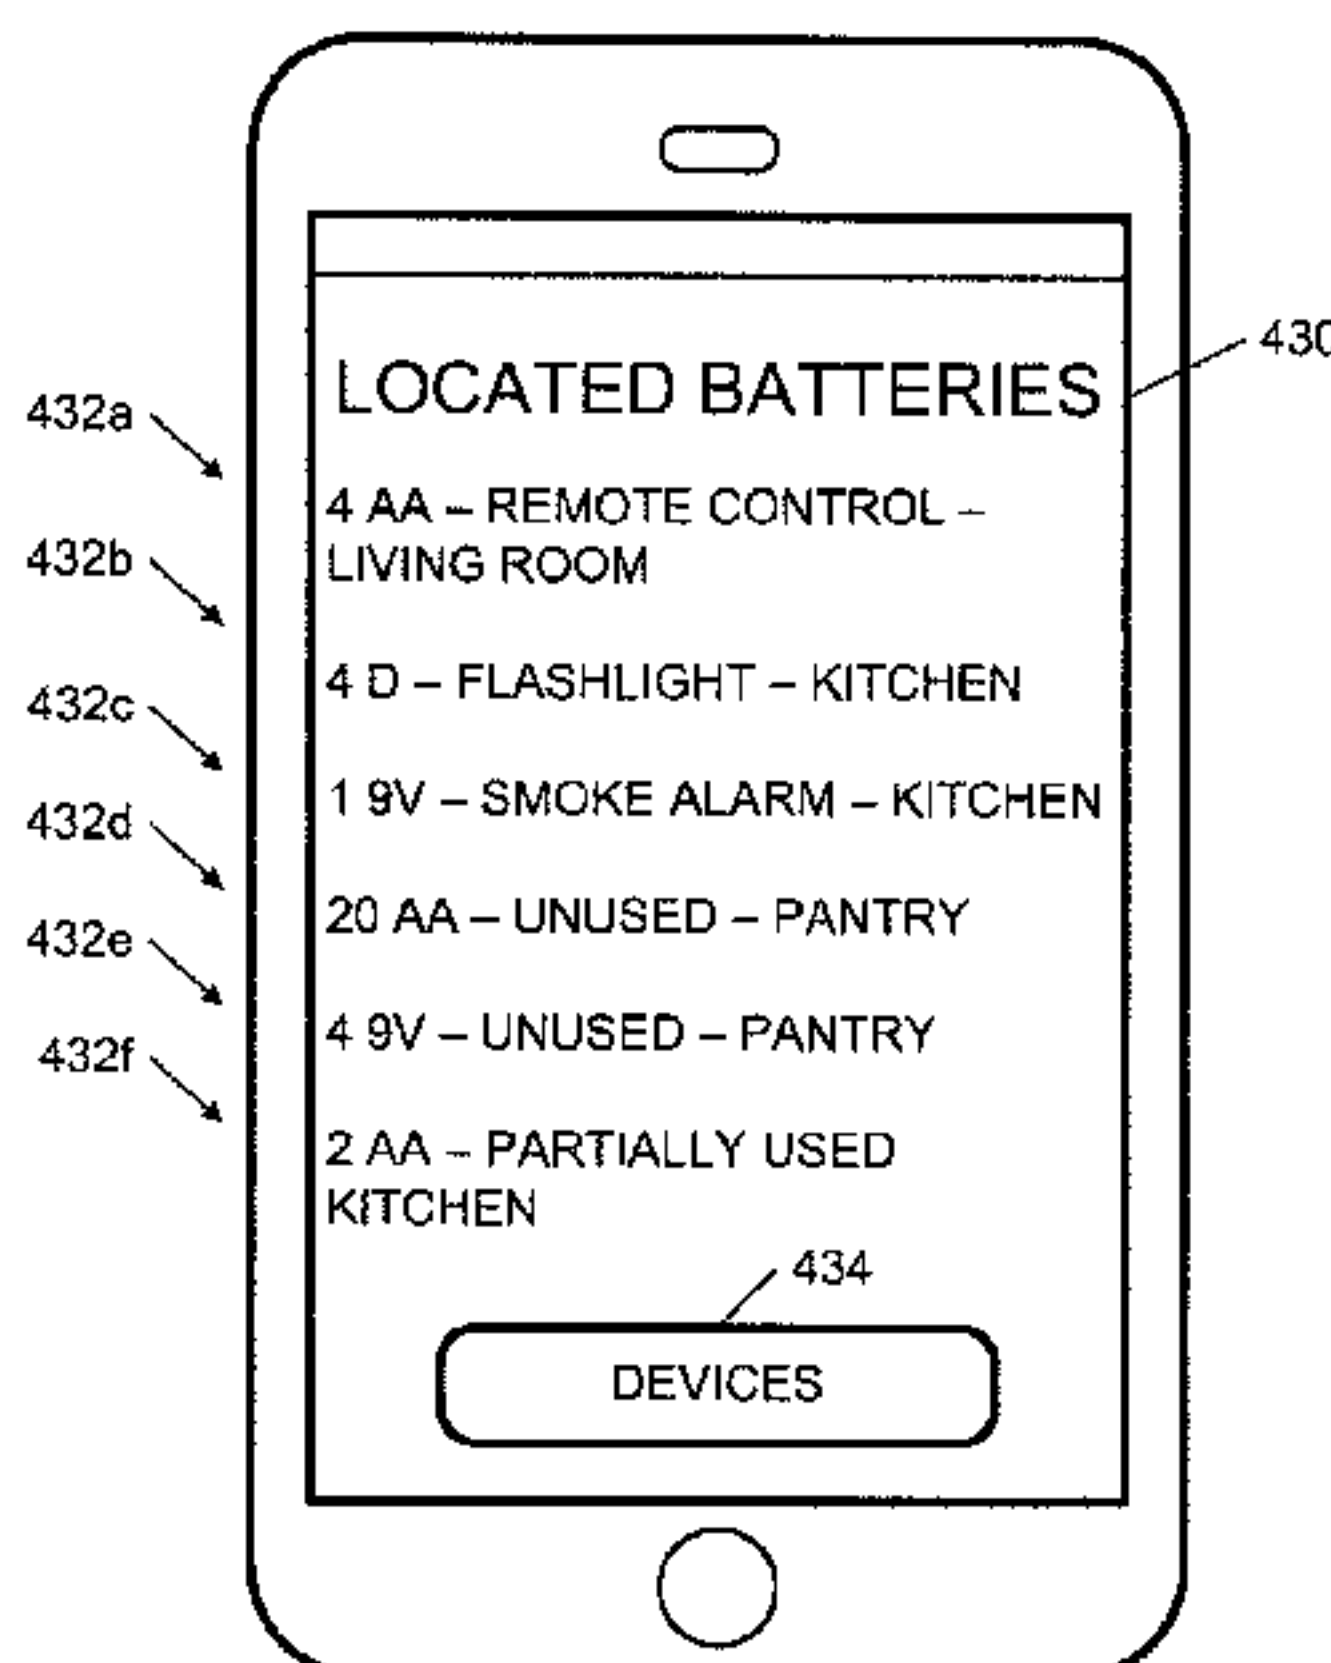 430
LOCATED BATTERIES
432a
4 AA – REMOTE CONTROL –
LIVING ROOM
432b
4 D – FLASHLIGHT – KITCHEN
432c
1 9V – SMOKE ALARM – KITCHEN
432d
20 AA – UNUSED – PANTRY
432e
4 9V – UNUSED – PANTRY
432f
2 AA – PARTIALLY USED
KITCHEN
434
DEVICES